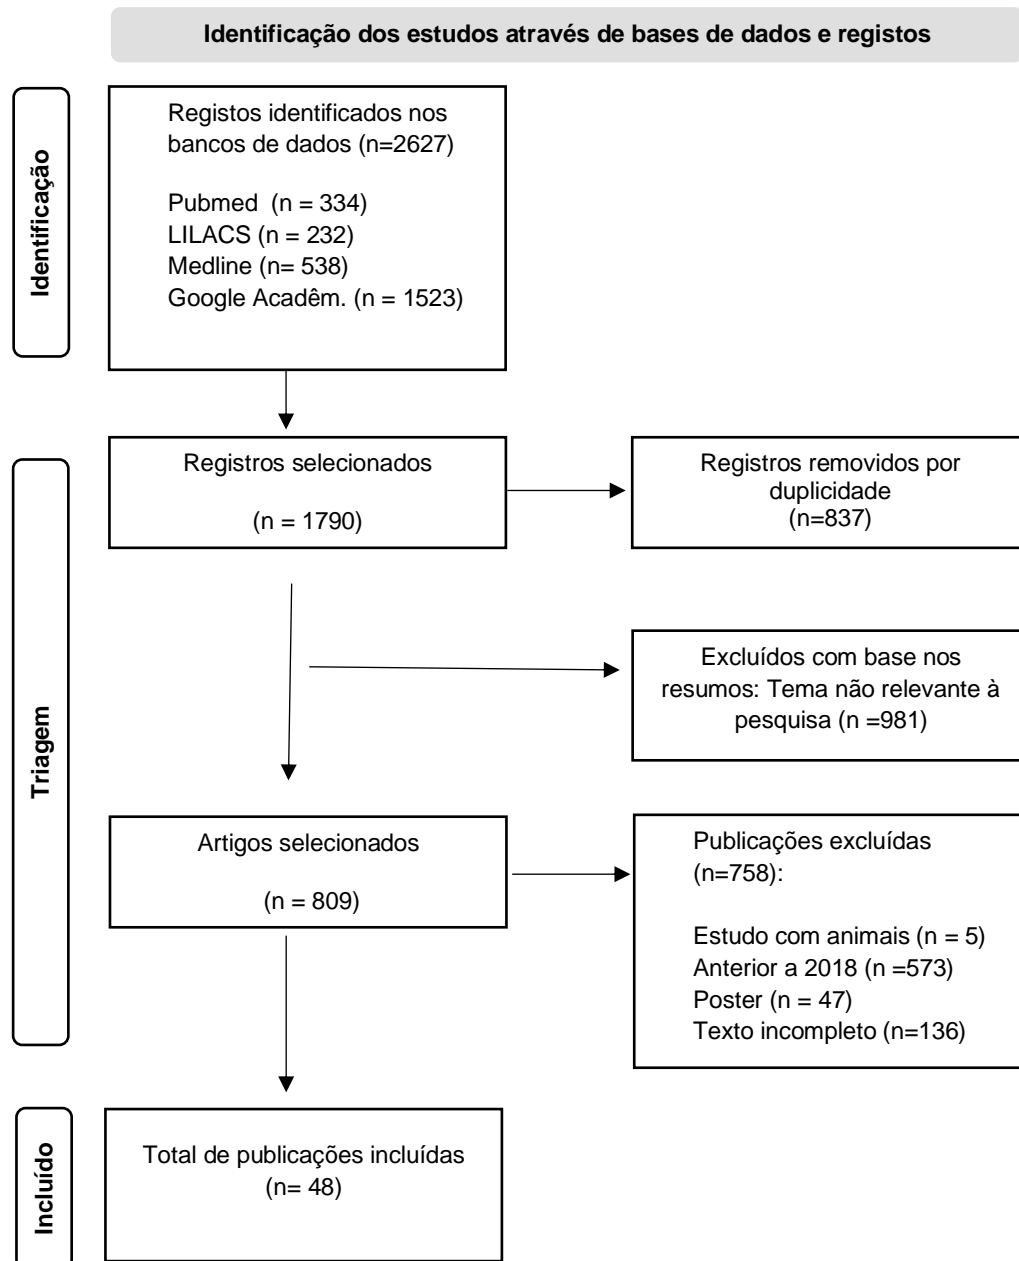 Identificação dos estudos através de bases de dados e registos
Identificação
Registos identificados nos
bancos de dados (n=2627)
Pubmed (n = 334)
LILACS (n = 232)
Medline (n= 538)
Google Acadêm. (n = 1523)
Triagem
Registros selecionados
(n = 1790)
Registros removidos por
duplicidade
(n=837)
Excluídos com base nos
resumos: Tema não relevante à
pesquisa (n =981)
Artigos selecionados
(n = 809)
Publicações excluídas
(n=758):
Estudo com animais (n = 5)
Anterior a 2018 (n =573)
Poster (n = 47)
Texto incompleto (n=136)
Incluído
Total de publicações incluídas
(n= 48)